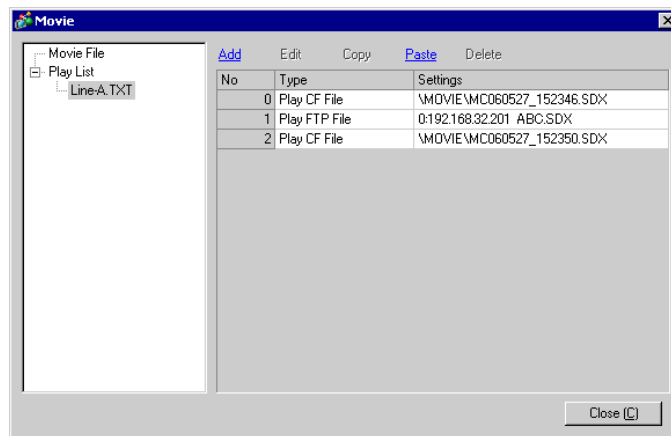 Movie
Movie File
Play List
Line-A.TXT
Add Edit Copy Paste Delete
No Type Settings
0 Play CF File \MOVIE\MC060527_152346.SDX
1 Play FTP File 0:192.168.32.201 ABC.SDX
2 Play CF File \MOVIE\MC060527_152350.SDX
Close (C)